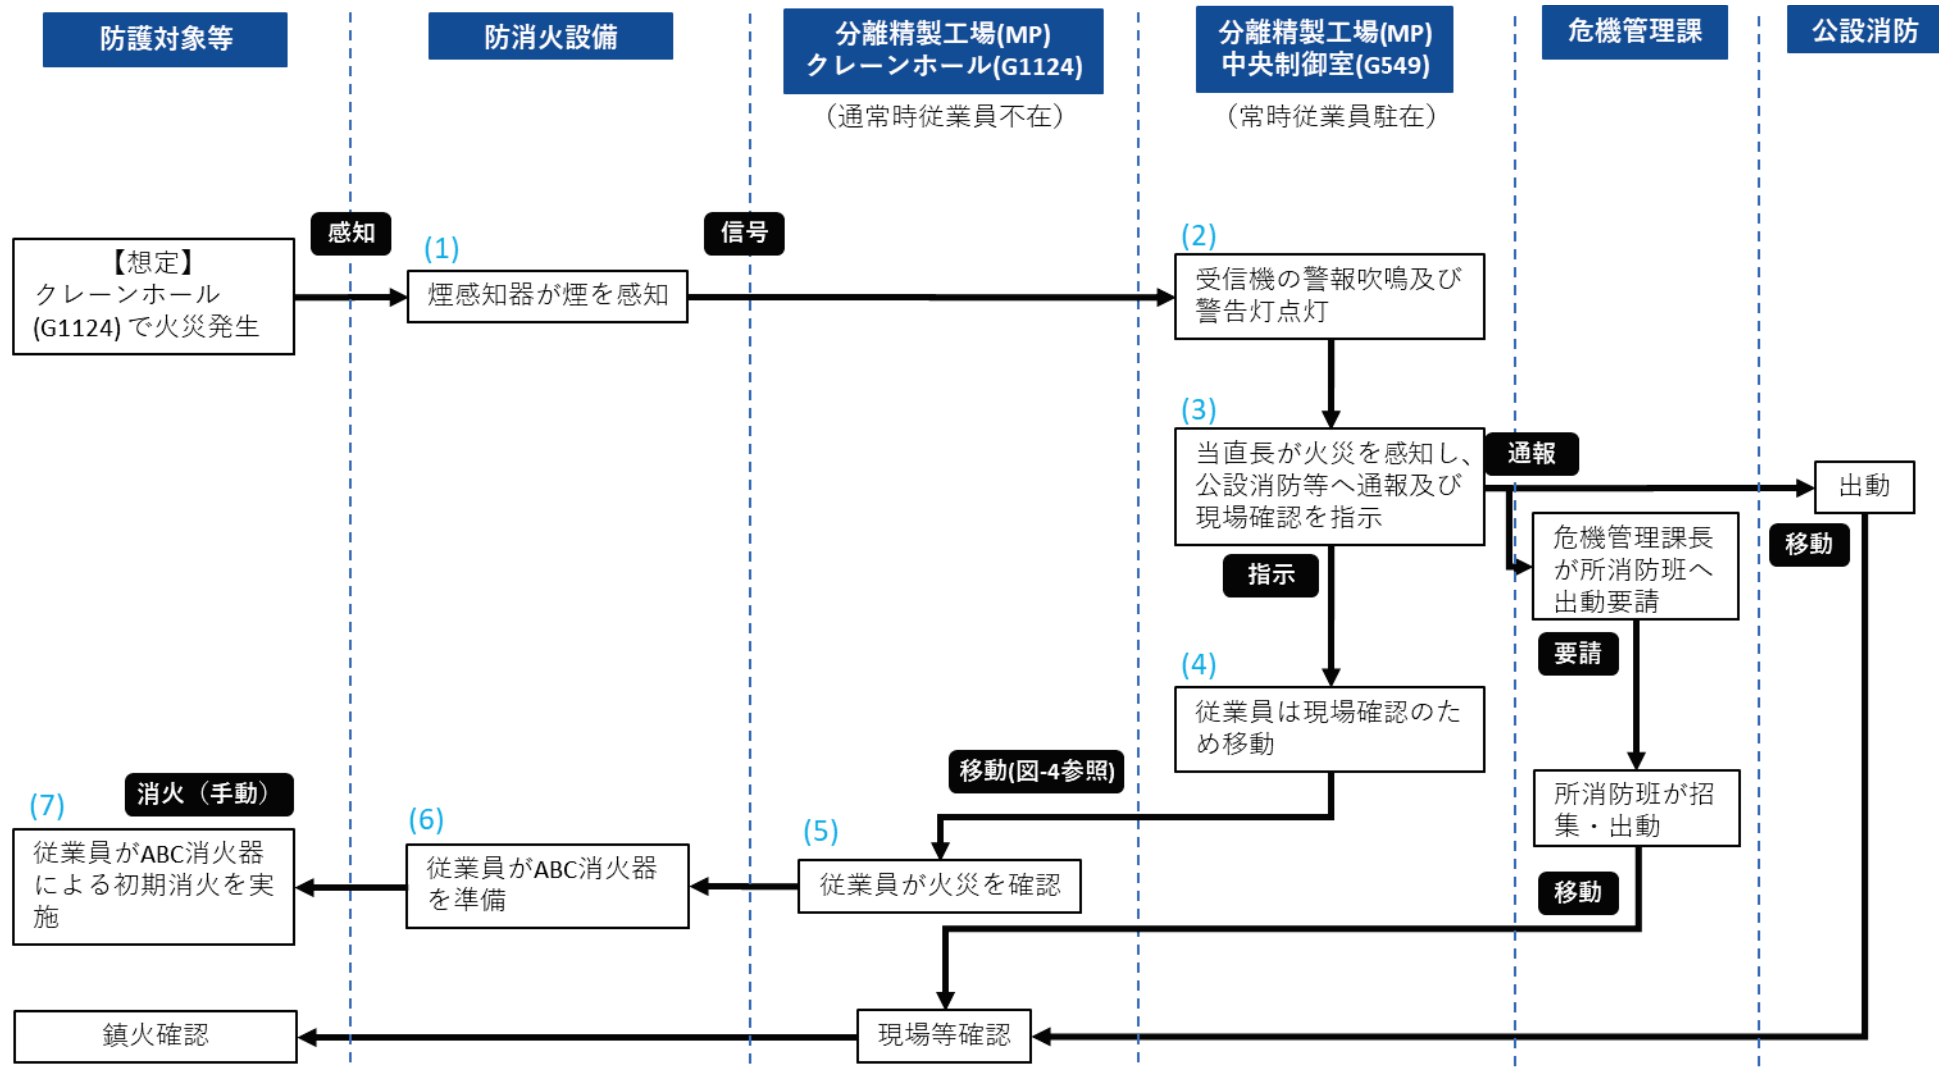 防護対象等
防消火設備
分離精製工場(MP)
クレーンホール(G1124)
（通常時従業員不在）
分離精製工場(MP)
中央制御室(G549)
（常時従業員駐在）
危機管理課
公設消防
【想定】
クレーンホール
(G1124) で火災発生
感知
(1)
煙感知器が煙を感知
信号
(2)
受信機の警報吹鳴及び
警告灯点灯
(3)
当直長が火災を感知し、
公設消防等へ通報及び
現場確認を指示
通報
出動
危機管理課長
が所消防班へ
出動要請
移動
指示
要請
(4)
従業員は現場確認のた
め移動
所消防班が招
集・出動
移動
移動(図-4参照)
(5)
従業員が火災を確認
(6)
従業員がABC消火器
を準備
消火（手動）
(7)
従業員がABC消火器
による初期消火を実
施
現場等確認
鎮火確認